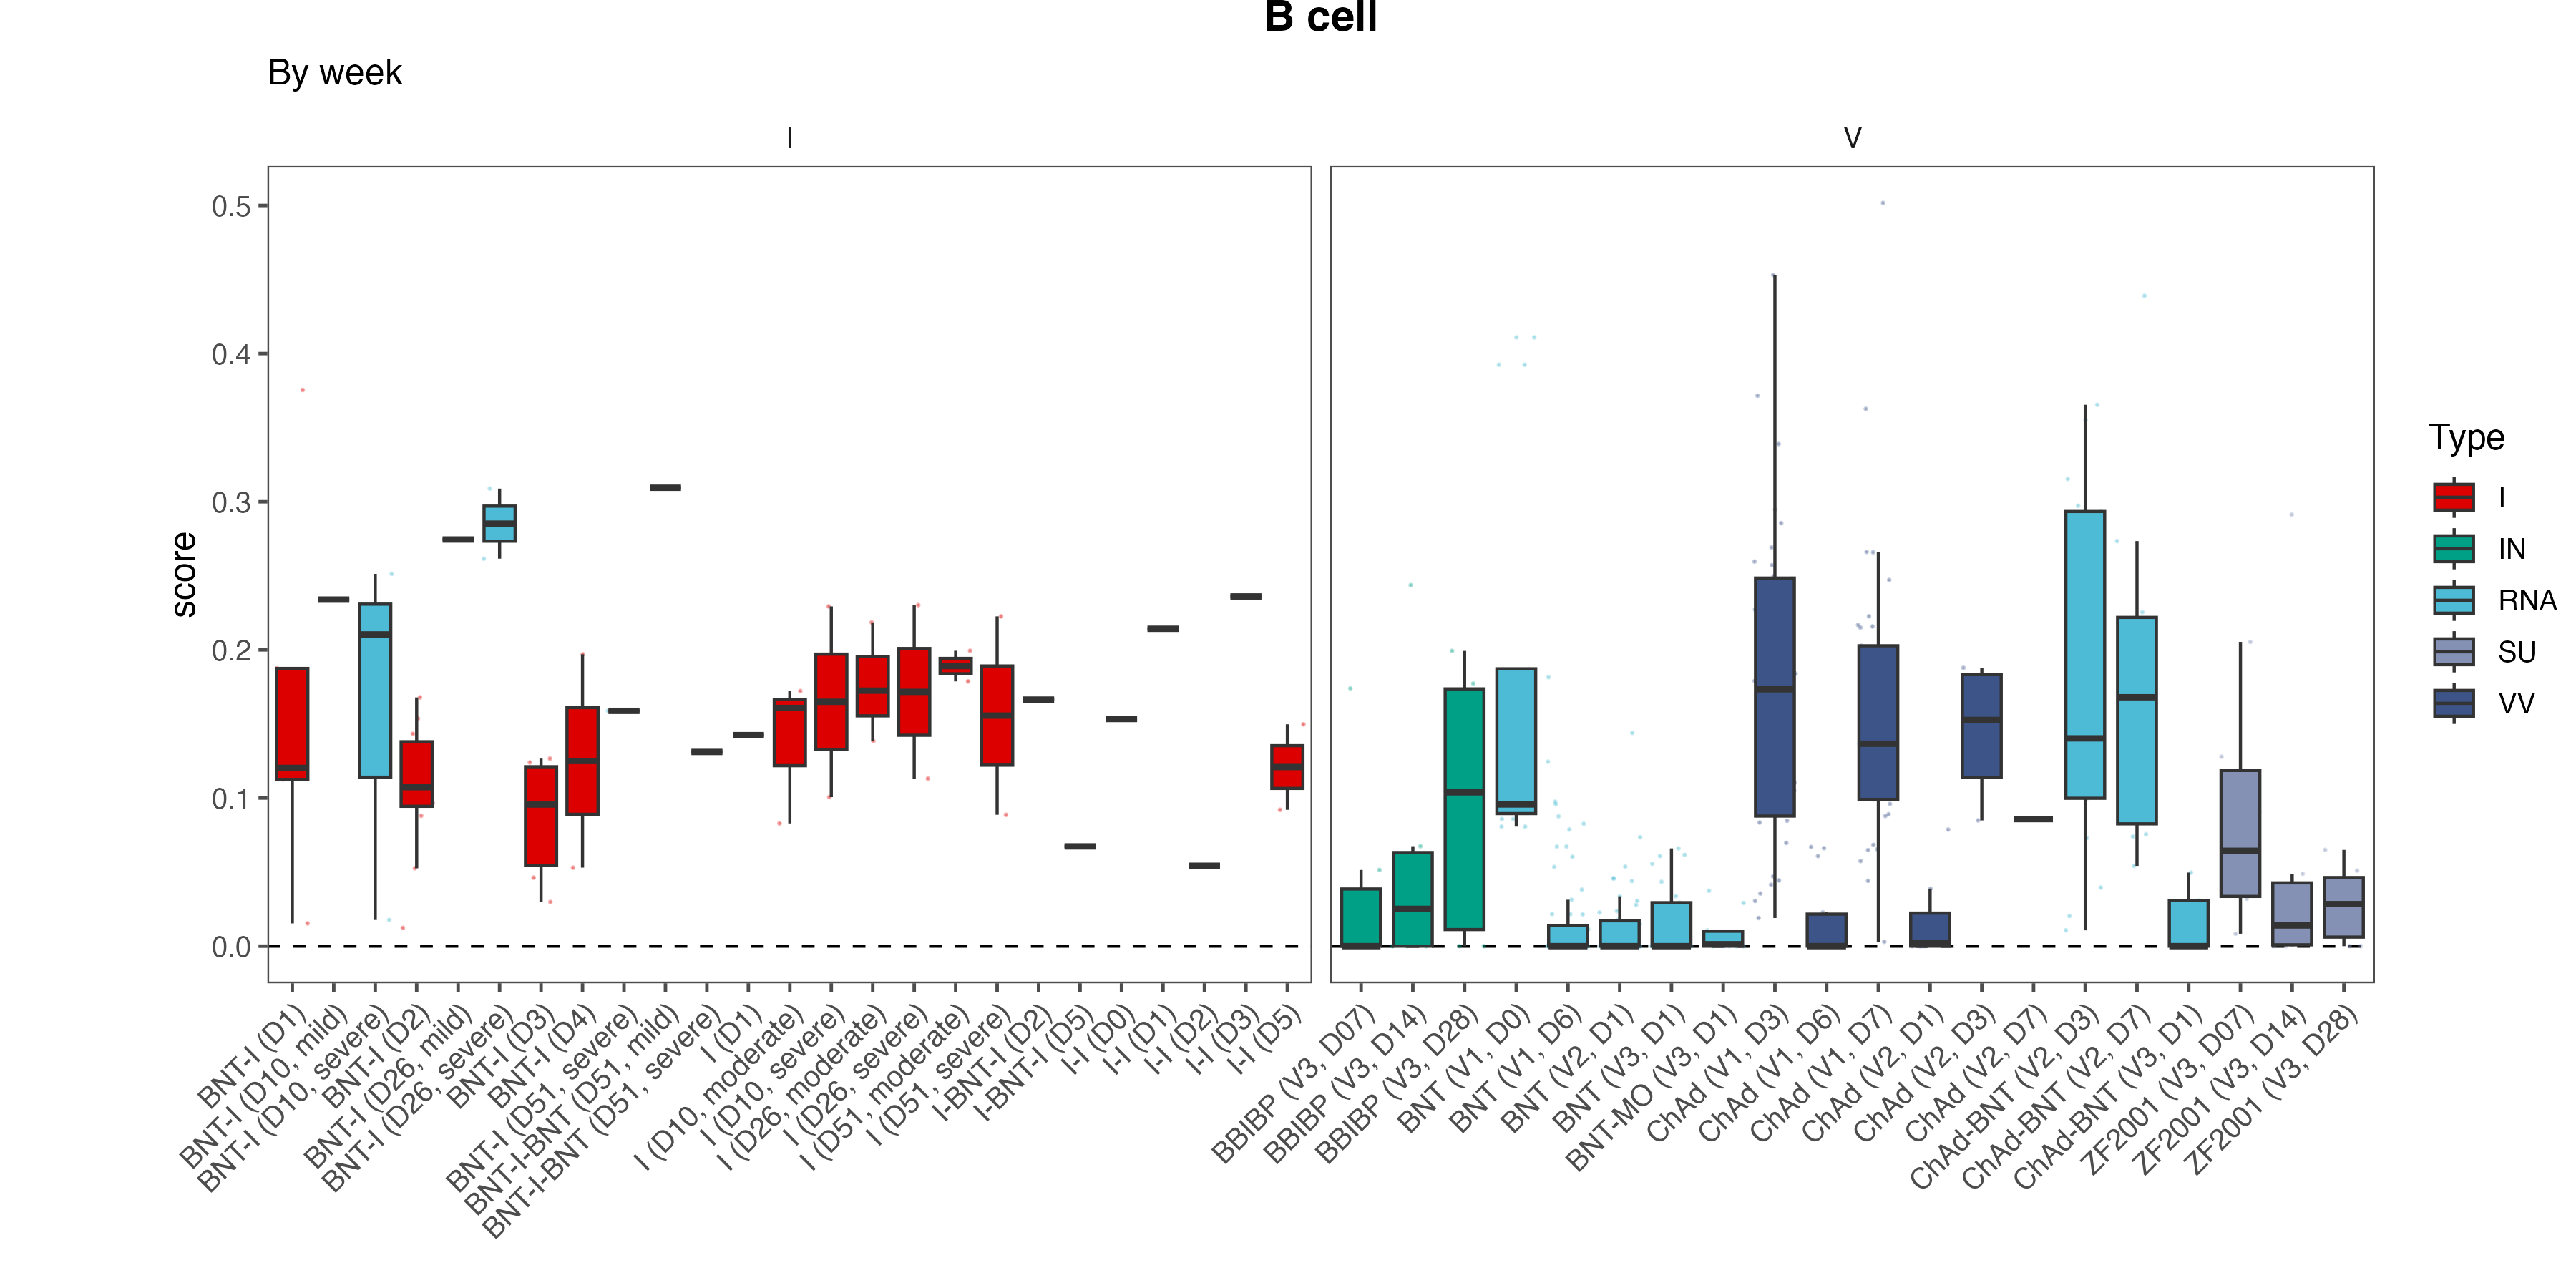 B cell
By week
I
V
score
0.5
0.4
0.3
0.2
0.1
0.0
BNT-I (D1)
BNT-I (D10, mild)
BNT-I (D10, severe)
BNT-I (D2)
BNT-I (D26, mild)
BNT-I (D26, severe)
BNT-I (D3)
BNT-I (D4)
BNT-I (D51, severe)
BNT-I-BNT (D51, mild)
BNT-I-BNT (D51, severe)
I (D1)
I (D10, moderate)
I (D10, severe)
I (D26, moderate)
I (D26, severe)
I (D51, moderate)
I (D51, severe)
I-BNT-I (D2)
I-BNT-I (D5)
I-I (D0)
I-I (D1)
I-I (D2)
I-I (D3)
I-I (D5)
BBIBP (V3, D07)
BBIBP (V3, D14)
BBIBP (V3, D28)
BNT (V1, D0)
BNT (V1, D6)
BNT (V2, D1)
BNT (V3, D1)
BNT-MO (V3, D1)
ChAd (V1, D3)
ChAd (V1, D6)
ChAd (V1, D7)
ChAd (V2, D1)
ChAd (V2, D3)
ChAd (V2, D7)
ChAd-BNT (V2, D3)
ChAd-BNT (V2, D7)
ChAd-BNT (V3, D1)
ZF2001 (V3, D07)
ZF2001 (V3, D14)
ZF2001 (V3, D28)
Type
I
IN
RNA
SU
VV